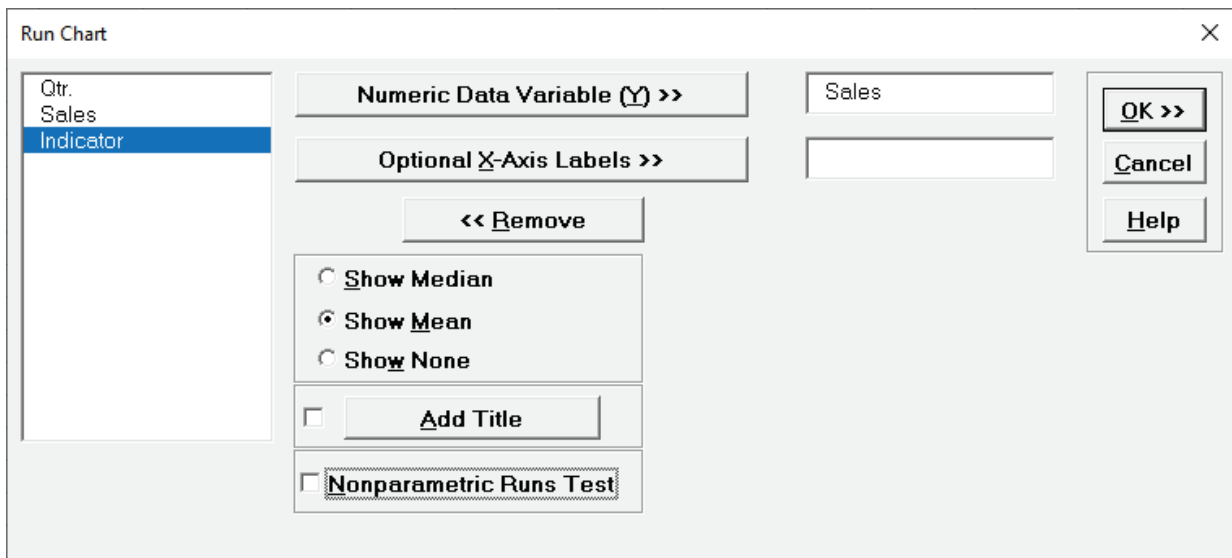 Run Chart
Qtr.
Sales
Indicator
Numeric Data Variable (Y) >>
Sales
Optional X-Axis Labels >>
<< Remove
Show Median
Show Mean
Show None
Add Title
Nonparametric Runs Test
OK >>
Cancel
Help